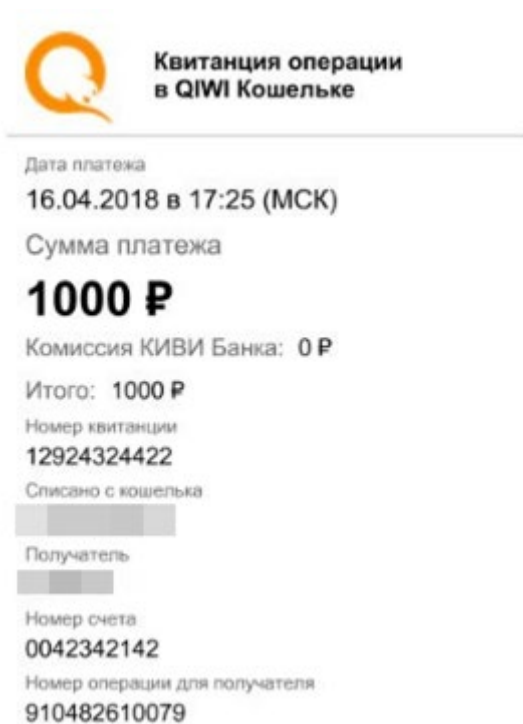 Квитанция операции
в QIWI Кошельке
Дата платежа
16.04.2018 в 17:25 (МСК)
Сумма платежа
1000 ₽
Комиссия КИВИ Банка: 0 ₽
Итого: 1000 ₽
Номер квитанции
12924324422
Списано с кошелька
Получатель
Номер счета
0042342142
Номер операции для получателя
910482610079